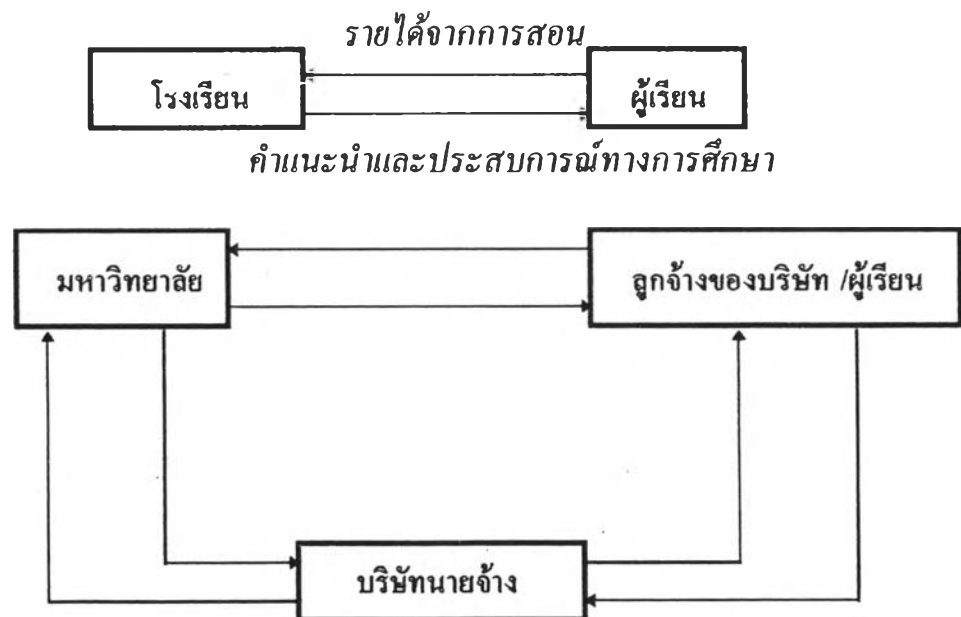 รายได้จากการสอน
โรงเรียน
ผู้เรียน
คำแนะนำและประสบการณ์ทางการศึกษา
มหาวิทยาลัย
ลูกจ้างของบริษัท /ผู้เรียน
บริษัทนายจ้าง